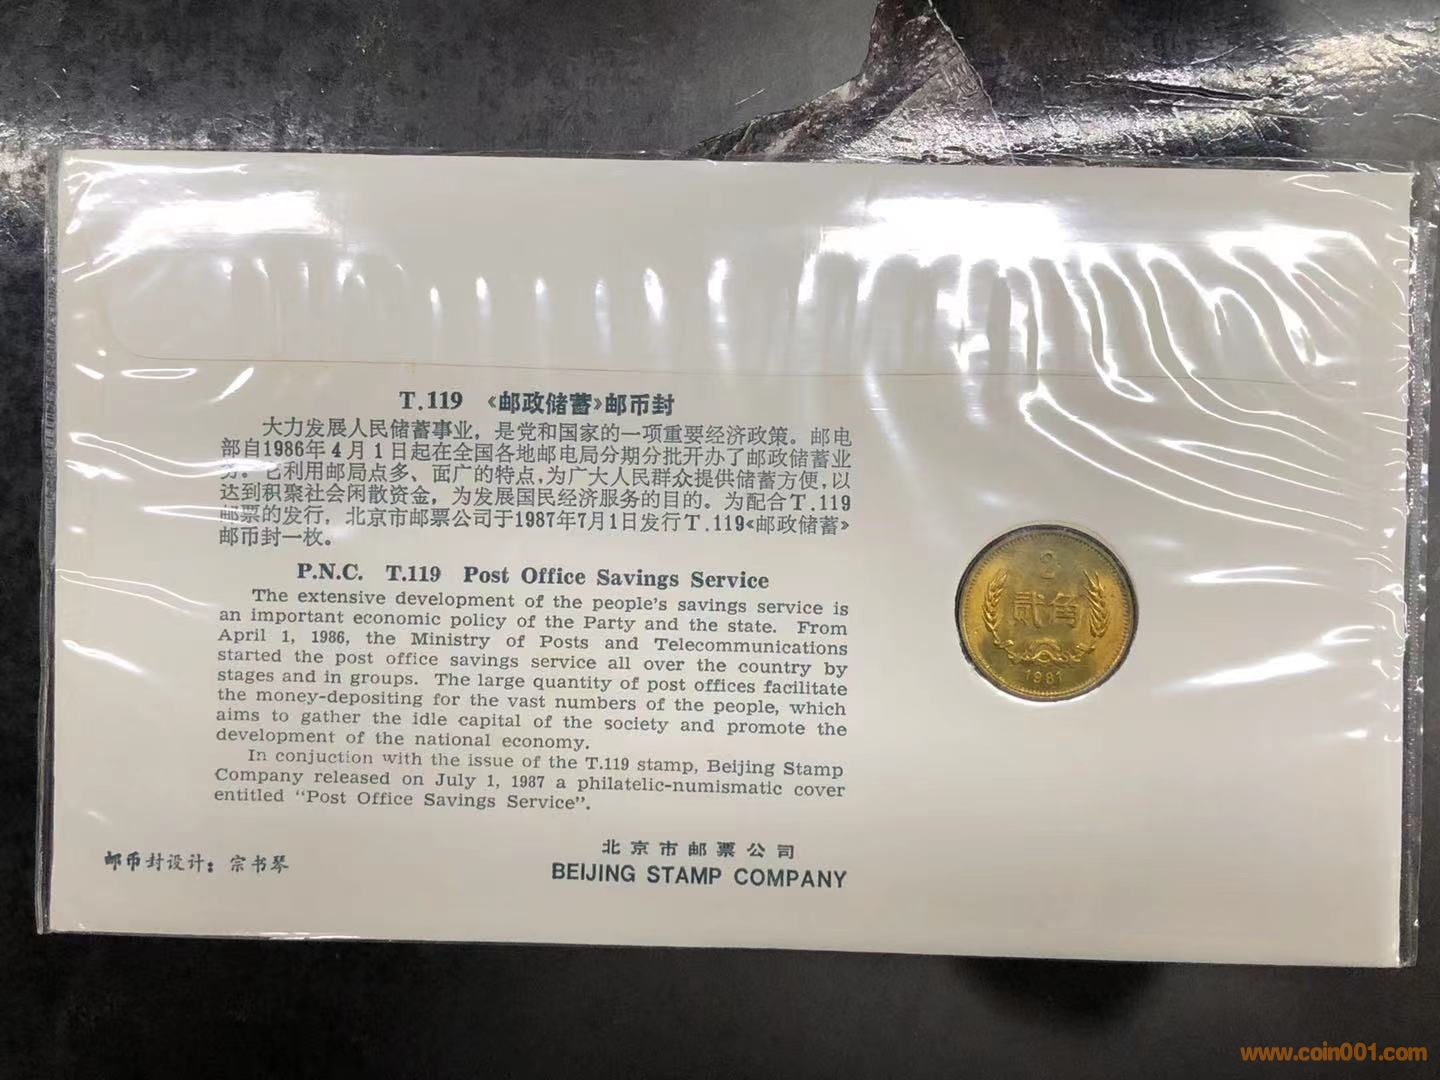 T.119 《邮政储蓄》邮币封
大力发展人民储蓄事业，是党和国家的一项重要经济政策。邮电
部自1986年4月1日起在全国各地邮电局分期分批开办了邮政储蓄业
务。它利用邮局点多、面广的特点，为广大人民群众提供储蓄方便，以
达到积聚社会闲散资金，为发展国民经济服务的目的。为配合T.119
邮票的发行，北京市邮票公司于1987年7月1日发行T.119《邮政储蓄》
邮币封一枚。
P.N.C. T.119 Post Office Savings Service
The extensive development of the people's savings service is
an important economic policy of the Party and the state. From
April 1, 1986, the Ministry of Posts and Telecommunications
started the post office savings service all over the country by
stages and in groups. The large quantity of post offices facilitate
the money-depositing for the vast numbers of the people, which
aims to gather the idle capital of the society and promote the
development of the national economy.
In conjuction with the issue of the T.119 stamp, Beijing Stamp
Company released on July 1, 1987 a philatelic-numismatic cover
entitled "Post Office Savings Service".
邮币封设计：宗书琴
北京市邮票公司
BEIJING STAMP COMPANY
2
贰角
1981
www.coin001.com